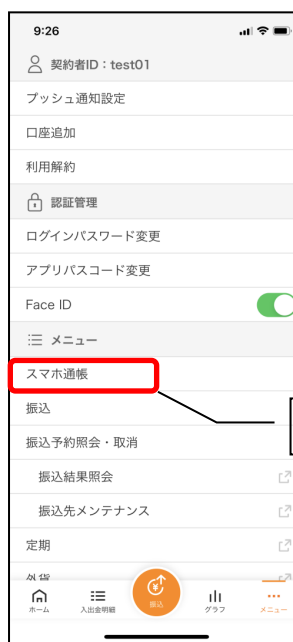 9:26
契約者ID：test01
プッシュ通知設定
口座追加
利用解約
認証管理
ログインパスワード変更
アプリパスコード変更
Face ID
メニュー
スマホ通帳
振込
振込予約照会・取消
振込結果照会
振込先メンテナンス
定期
外貨
ホーム
入出金明細
振込
グラフ
メニュー